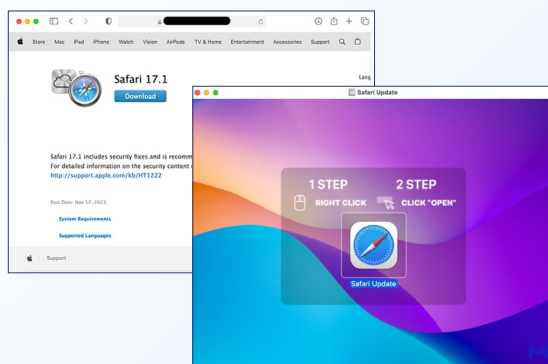 Store Mac iPad iPhone Watch Vision AirPods TV & Home Entertainment Accessories Support
Safari 17.1
Lang
Download
Safari 17.1 includes security fixes and is recomm
For detailed information on the security content
http://support.apple.com/kb/HT1222
Post Date: Nov 17, 2023
System Requirements
Supported Languages
Support
Safari Update
1 STEP 2 STEP
RIGHT CLICK CLICK "OPEN"
Safari Update